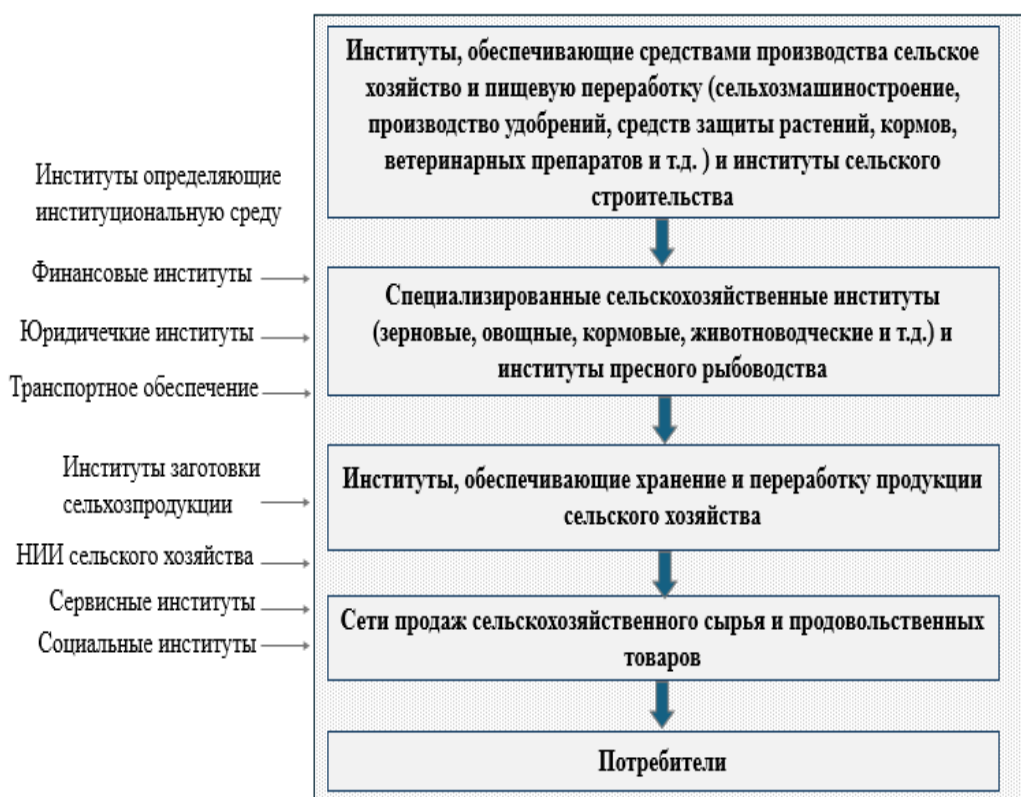 Институты, обеспечивающие средствами производства сельское
хозяйство и пищевую переработку (сельхозмашиностроение,
производство удобрений, средств защиты растений, кормов,
ветеринарных препаратов и т.д. ) и институты сельского
строительства
Институты определяющие
институциональную среду
Финансовые институты
Юридичечкие институты
Транспортное обеспечение
Институты заготовки
сельхозпродукции
НИИ сельского хозяйства
Сервисные институты
Социальные институты
Специализированные сельскохозяйственные институты
(зерновые, овощные, кормовые, животноводческие и т.д.) и
институты пресного рыбоводства
Институты, обеспечивающие хранение и переработку продукции
сельского хозяйства
Сети продаж сельскохозяйственного сырья и продовольственных
товаров
Потребители